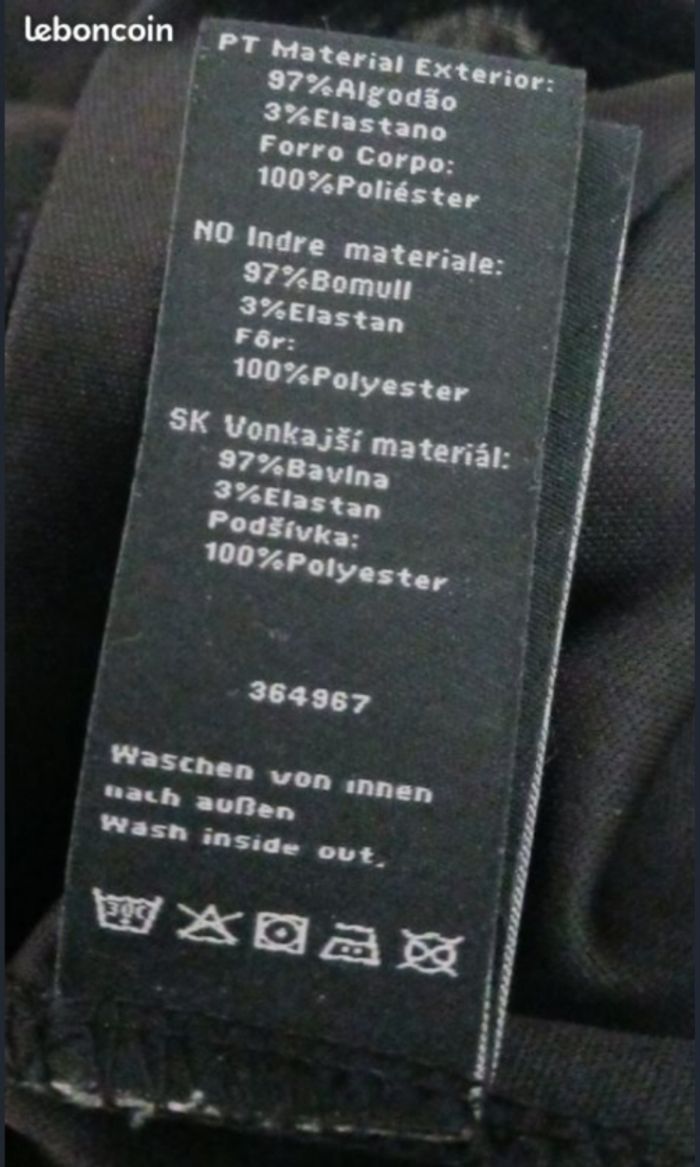 leboncoin
PT Material Exterior:
97%Algodão
3%Elastano
Forro Corpo:
100%Poliéster
NO Indre materiale:
97%Bomull
3%Elastan
Fôr:
100%Polyester
SK Vonkajší materiál:
97%Bavlna
3%Elastan
Podšívka:
100%Polyester
364967
Waschen von innen
nach außen
Wash inside out.
30C